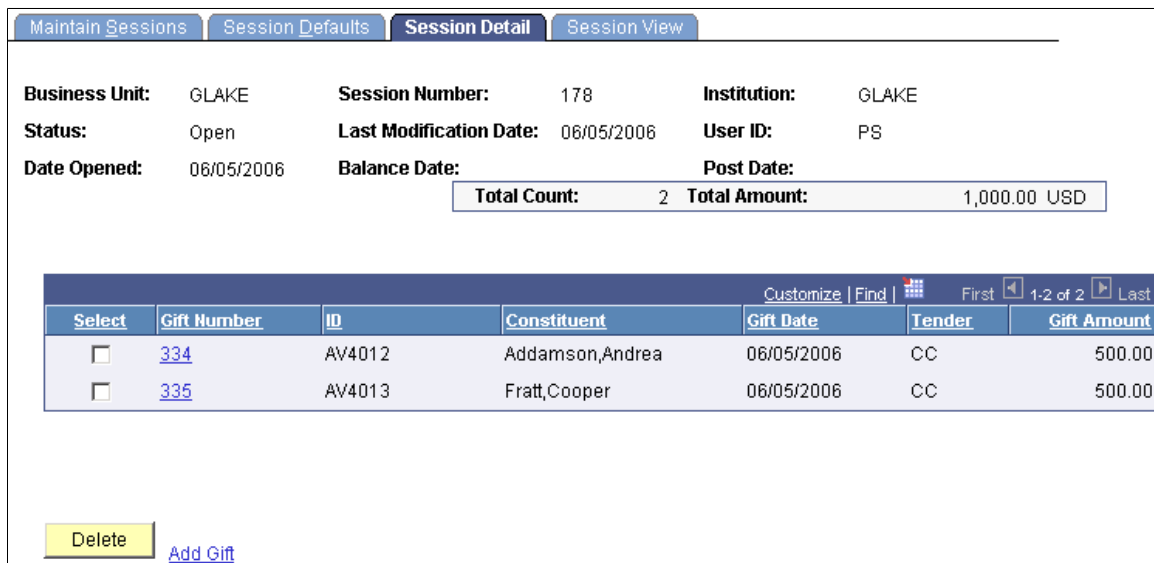 Maintain Sessions Session Defaults Session Detail Session View
Business Unit: GLAKE Session Number: 178 Institution: GLAKE
Status: Open Last Modification Date: 06/05/2006 User ID: PS
Date Opened: 06/05/2006 Balance Date: Post Date:
Total Count: 2 Total Amount: 1,000.00 USD
Customize | Find | First 1-2 of 2 Last
Select Gift Number ID Constituent Gift Date Tender Gift Amount
334 AV4012 Addamson,Andrea 06/05/2006 CC 500.00
335 AV4013 Fratt,Cooper 06/05/2006 CC 500.00
Delete Add Gift